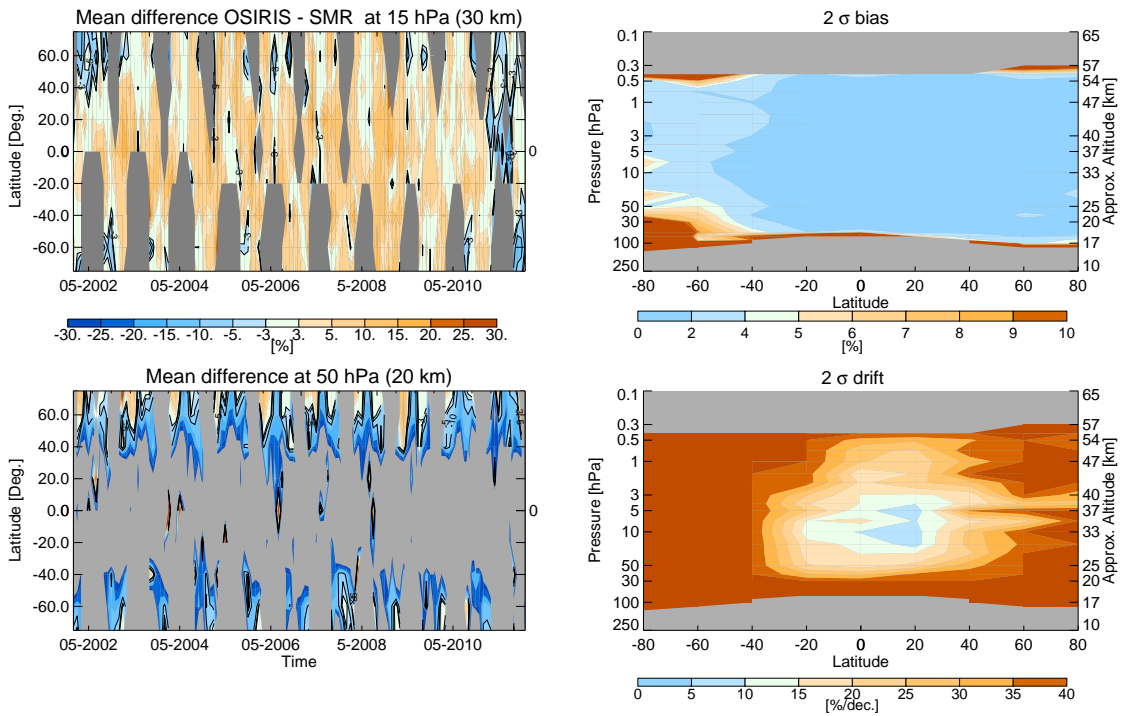 Mean difference OSIRIS - SMR at 15 hPa (30 km)
60.0
40.0
20.0
0.0
-20.0
-40.0
-60.0
Latitude [Deg.]
0
05-2002 05-2004 05-2006 5-2008 05-2010
-30. -25. -20. -15. -10. -5. -3. 3. 5. 10. 15. 20. 25. 30.
[%]
2 σ bias
0.1
0.3
0.5
1
3
5
10
30
50
100
250
Pressure [hPa]
65
57
54
47
40
37
33
25
20
17
10
Approx. Altitude [km]
-80 -60 -40 -20 0 20 40 60 80
Latitude
0 2 4 5 6 7 8 9 10
[%]
Mean difference at 50 hPa (20 km)
60.0
40.0
20.0
0.0
-20.0
-40.0
-60.0
Latitude [Deg.]
0
05-2002 05-2004 05-2006 5-2008 05-2010
Time
2 σ drift
0.1
0.3
0.5
1
3
5
10
30
50
100
250
Pressure [hPa]
65
57
54
47
40
37
33
25
20
17
10
Approx. Altitude [km]
-80 -60 -40 -20 0 20 40 60 80
Latitude
0 5 10 15 20 25 30 35 40
[%/dec.]